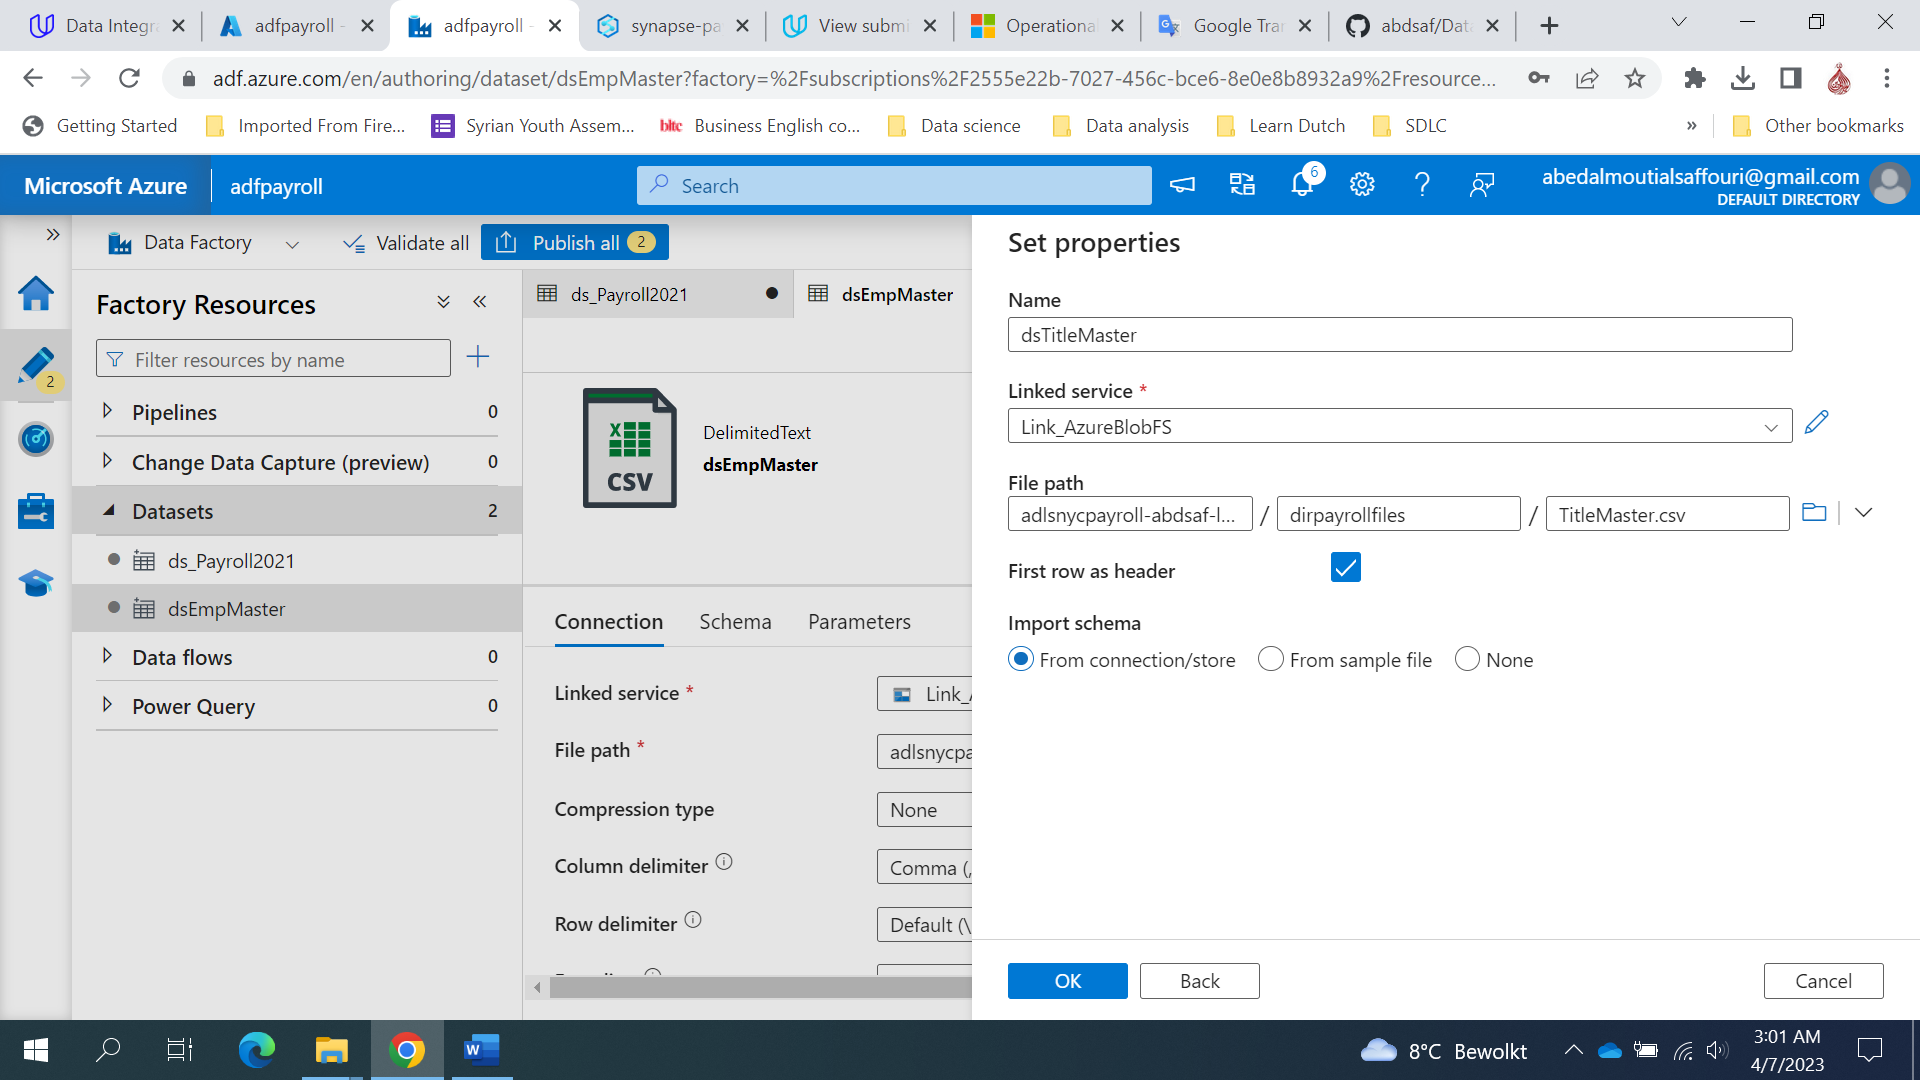 Data Integr
adfpayroll -
adfpayroll -
synapse-pa
View submi
Operationa
Google Tran
abdsaf/Data
adf.azure.com/en/authoring/dataset/dsEmpMaster?factory=%2Fsubscriptions%2F2555e22b-7027-456c-bce6-8e0e8b8932a9%2Fresource...
Getting Started
Imported From Fire...
Syrian Youth Assem...
bltc Business English co...
Data science
Data analysis
Learn Dutch
SDLC
»
Other bookmarks
Microsoft Azure
adfpayroll
Search
6
abedalmoutialsaffouri@gmail.com
DEFAULT DIRECTORY
Data Factory
Validate all
Publish all 2
2
Factory Resources
Filter resources by name
Pipelines 0
Change Data Capture (preview) 0
Datasets 2
ds_Payroll2021
dsEmpMaster
Data flows 0
Power Query 0
ds_Payroll2021
dsEmpMaster
CSV
DelimitedText
dsEmpMaster
Connection
Schema
Parameters
Linked service *
Link_
File path *
adlsnycpa
Compression type
None
Column delimiter
Comma (,
Row delimiter
Default (\
Set properties
Name
dsTitleMaster
Linked service *
Link_AzureBlobFS
File path
adlsnycpayroll-abdsaf-l... / dirpayrollfiles / TitleMaster.csv
First row as header
Import schema
From connection/store
From sample file
None
OK
Back
Cancel
8°C Bewolkt
3:01 AM
4/7/2023